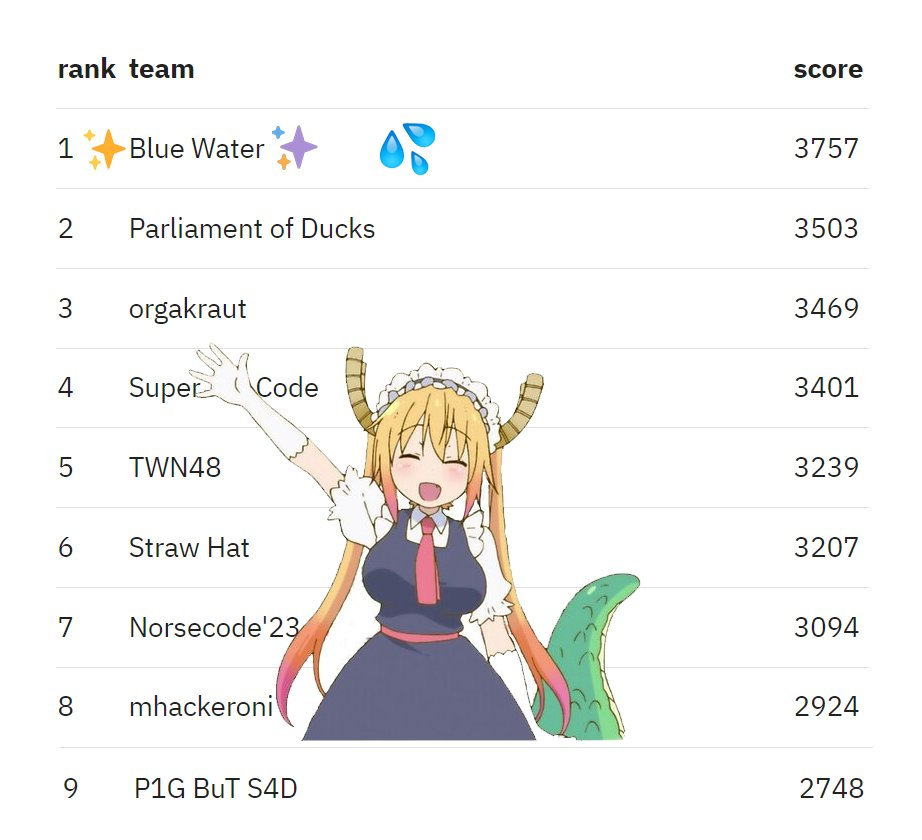 rank team score
1 Blue Water 3757
2 Parliament of Ducks 3503
3 orgakraut 3469
4 Super Code 3401
5 TWN48 3239
6 Straw Hat 3207
7 Norsecode'23 3094
8 mhackeroni 2924
9 P1G BuT S4D 2748